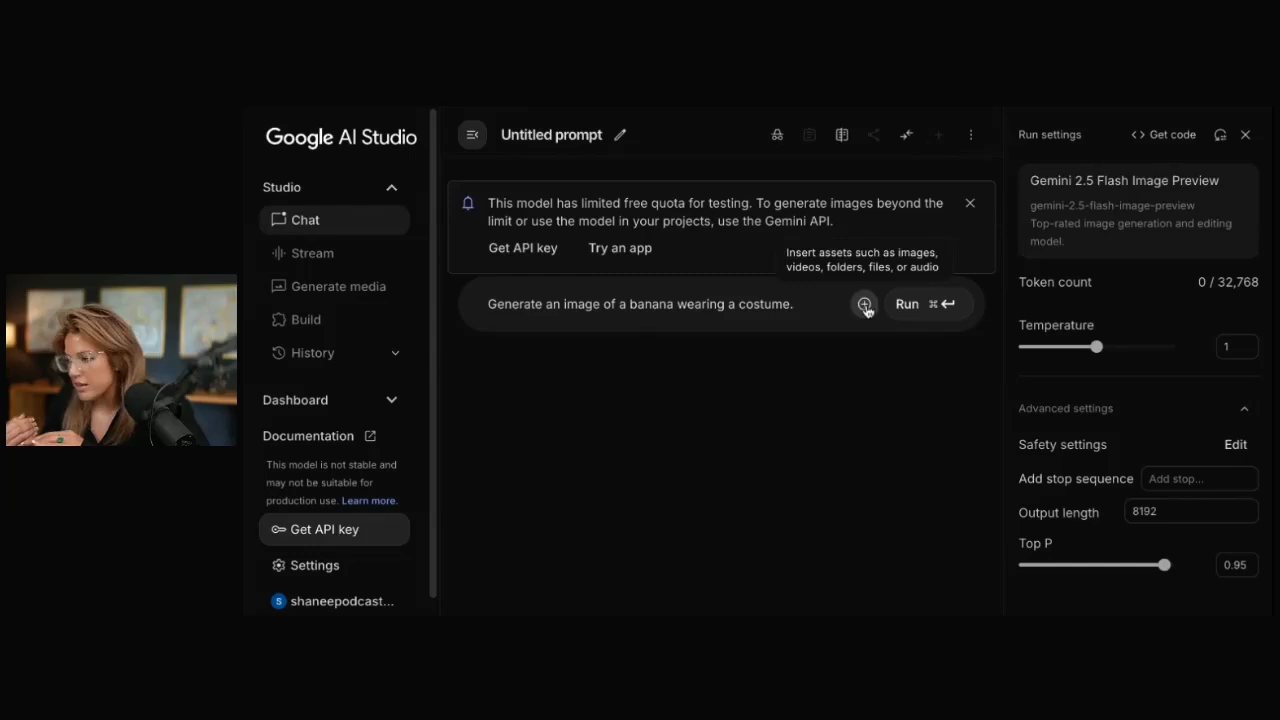 Google AI Studio
Studio
Chat
Stream
Generate media
Build
History
Dashboard
Documentation
This model is not stable and
may not be suitable for
production use. Learn more.
Get API key
Settings
S shaneepodcast...
Untitled prompt
This model has limited free quota for testing. To generate images beyond the
limit or use the model in your projects, use the Gemini API.
Get API key Try an app
Insert assets such as images,
videos, folders, files, or audio
Generate an image of a banana wearing a costume.
Run ⌘
Run settings
<> Get code
Gemini 2.5 Flash Image Preview
gemini-2.5-flash-image-preview
Top-rated image generation and editing
model.
Token count 0 / 32,768
Temperature
1
Advanced settings
Safety settings Edit
Add stop sequence Add stop...
Output length 8192
Top P
0.95